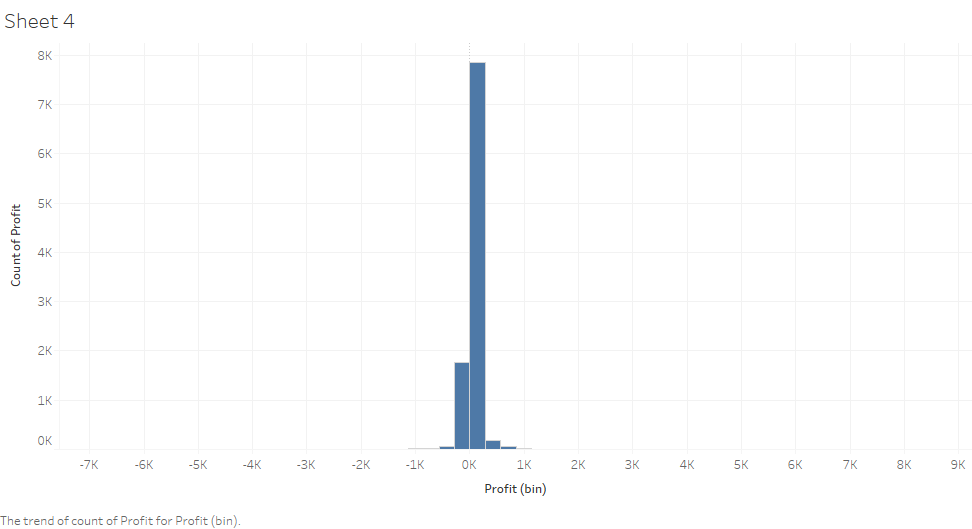 Sheet 4
8K
7K
6K
5K
4K
3K
2K
1K
0K
Count of Profit
-7K -6K -5K -4K -3K -2K -1K 0K 1K 2K 3K 4K 5K 6K 7K 8K 9K
Profit (bin)
The trend of count of Profit for Profit (bin).